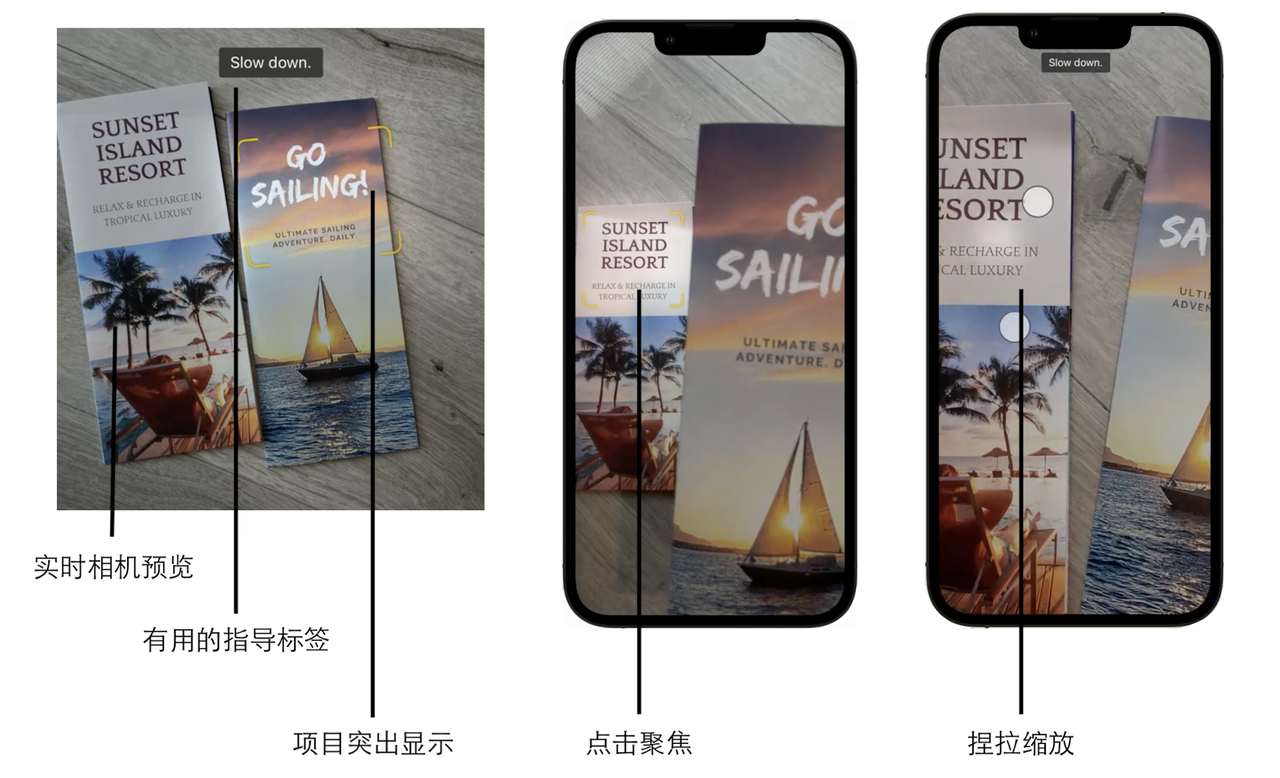 Slow down.
SUNSET
ISLAND
RESORT
RELAX & RECHARGE IN
TROPICAL LUXURY
GO
SAILING!
ULTIMATE SAILING
ADVENTURE. DAILY.
实时相机预览
有用的指导标签
项目突出显示
SUNSET
ISLAND
RESORT
RELAX & RECHARGE IN
TROPICAL LUXURY
GO
SAILIN
ULTIMATE SAI
ADVENTURE. D
点击聚焦
Slow down.
UNSET
LAND
ESORT
& RECHARGE IN
ICAL LUXURY
SA
ULTI
ADVEN
捏拉缩放